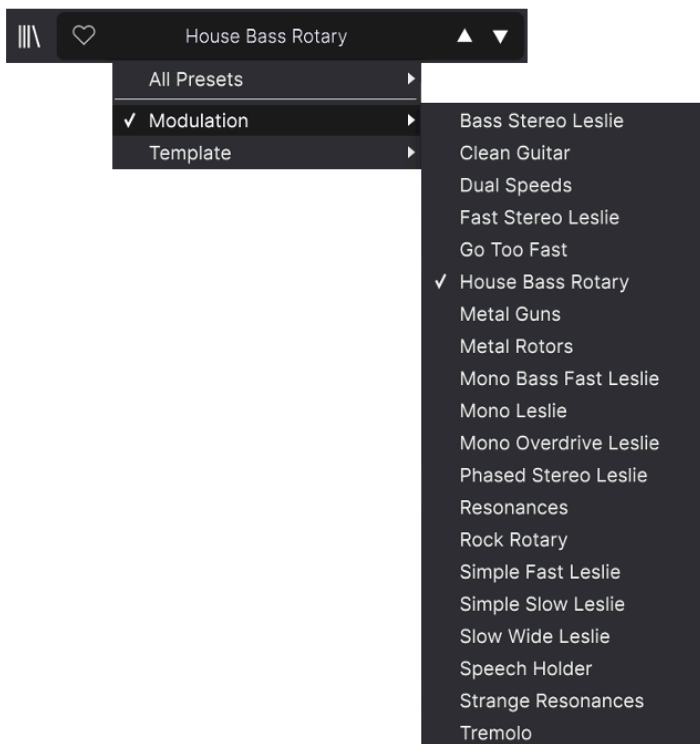 House Bass Rotary
All Presets
Modulation
Template
Bass Stereo Leslie
Clean Guitar
Dual Speeds
Fast Stereo Leslie
Go Too Fast
House Bass Rotary
Metal Guns
Metal Rotors
Mono Bass Fast Leslie
Mono Leslie
Mono Overdrive Leslie
Phased Stereo Leslie
Resonances
Rock Rotary
Simple Fast Leslie
Simple Slow Leslie
Slow Wide Leslie
Speech Holder
Strange Resonances
Tremolo